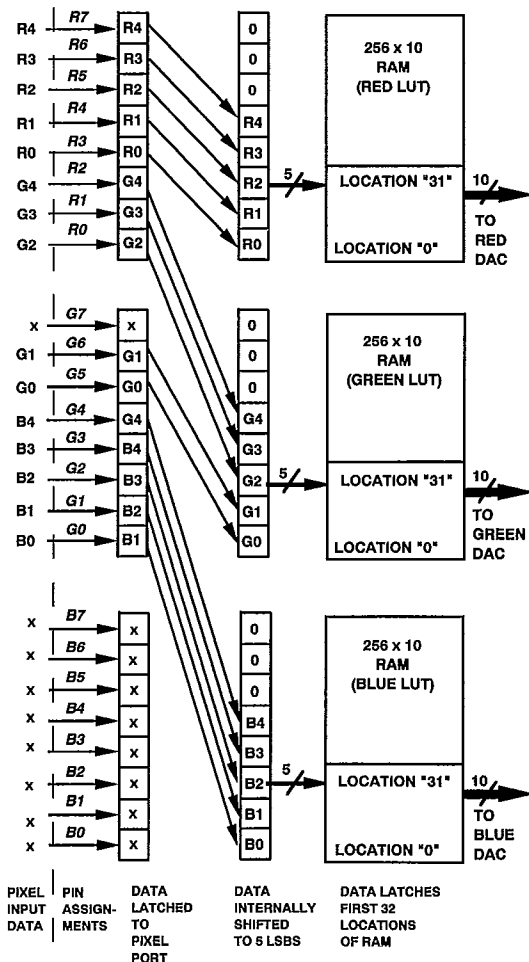 R4 R7 R4 0
R3 R6 R3 0
R2 R5 R2 0
R1 R4 R1 R4
R0 R3 R0 R3
G4 R2 G4 R2
G3 R1 G3 R1
G2 R0 G2 R0
5
256 x 10
RAM
(RED LUT)
LOCATION "31"
LOCATION "0"
10
TO
RED
DAC
x G7 x 0
G1 G6 G1 0
G0 G5 G0 0
B4 G4 G4 G4
B3 G3 B4 G3
B2 G2 B3 G2
B1 G1 B2 G1
B0 G0 B1 G0
5
256 x 10
RAM
(GREEN LUT)
LOCATION "31"
LOCATION "0"
10
TO
GREEN
DAC
x B7 x 0
x B6 x 0
x B5 x 0
x B4 x B4
x B3 x B3
x B2 x B2
x B1 x B1
x B0 x B0
5
256 x 10
RAM
(BLUE LUT)
LOCATION "31"
LOCATION "0"
10
TO
BLUE
DAC
PIXEL
INPUT
DATA
PIN
ASSIGN-
MENTS
DATA
LATCHED
TO
PIXEL
PORT
DATA
INTERNALLY
SHIFTED
TO 5 LSBS
DATA LATCHES
FIRST 32
LOCATIONS
OF RAM